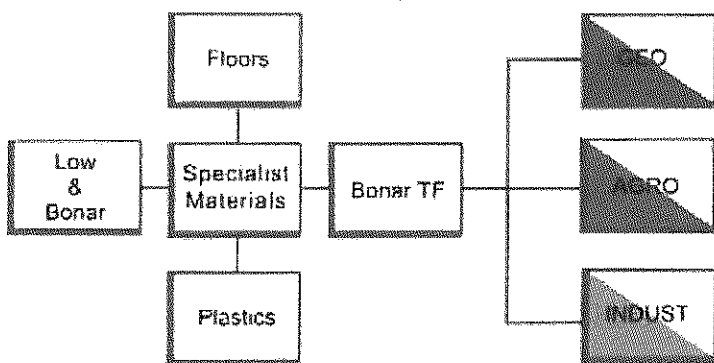 Floors
GEO
Low
&
Bonar
Specialist
Materials
Bonar TF
AGRO
Plastics
INDUST